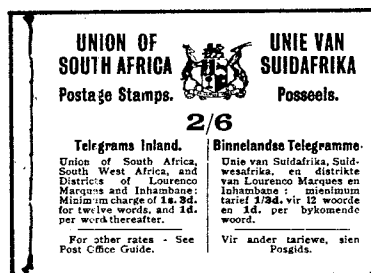 UNION OF
SOUTH AFRICA
Postage Stamps.
UNIE VAN
SUIDAFRIKA
Posseels.
2/6
Telegrams Inland.
Union of South Africa,
South West Africa, and
Districts of Lourenco
Marques and Inhambane:
Minimum charge of 1s. 3d.
for twelve words, and 1d.
per word thereafter.
For other rates - See
Post Office Guide.
Binnelandse Telegramme.
Unie van Suidafrika, Suid-
wesafrika, en distrikte
van Lourenco Marques en
Inhambane : mienimum
tarief 1/3d. vir 12 woorde
en 1d. per bykomende
woord.
Vir ander tariewe, sien
Posgids.